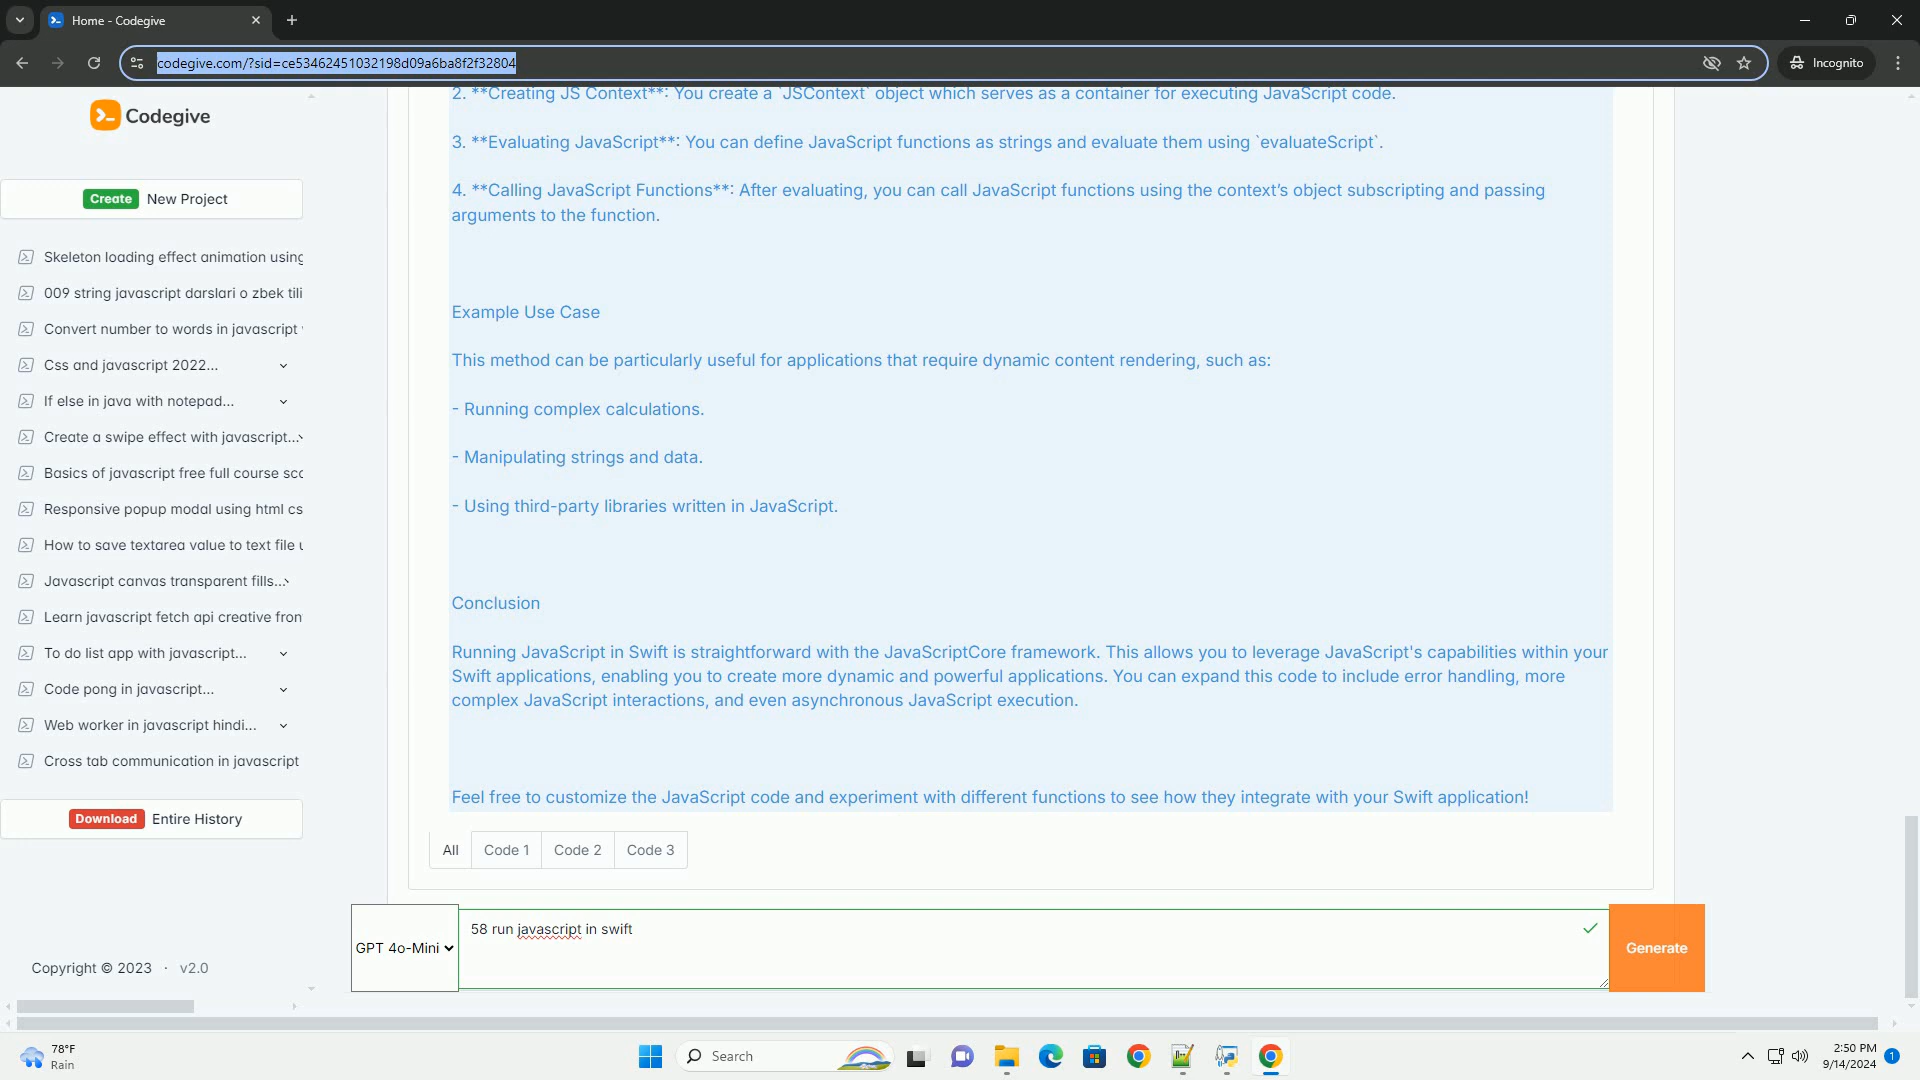 Home - Codegive
codegive.com/?sid=ce53462451032198d09a6ba8f2f32804
Incognito
Codegive
Create New Project
Skeleton loading effect animation using
009 string javascript darslari o zbek tili
Convert number to words in javascript
Css and javascript 2022...
If else in java with notepad...
Create a swipe effect with javascript...
Basics of javascript free full course sco
Responsive popup modal using html cs
How to save textarea value to text file u
Javascript canvas transparent fills...
Learn javascript fetch api creative fron
To do list app with javascript...
Code pong in javascript...
Web worker in javascript hindi...
Cross tab communication in javascript
Download Entire History
Copyright © 2023 · v2.0
2. **Creating JS Context**: You create a `JSContext` object which serves as a container for executing JavaScript code.
3. **Evaluating JavaScript**: You can define JavaScript functions as strings and evaluate them using `evaluateScript`.
4. **Calling JavaScript Functions**: After evaluating, you can call JavaScript functions using the context's object subscripting and passing
arguments to the function.
Example Use Case
This method can be particularly useful for applications that require dynamic content rendering, such as:
- Running complex calculations.
- Manipulating strings and data.
- Using third-party libraries written in JavaScript.
Conclusion
Running JavaScript in Swift is straightforward with the JavaScriptCore framework. This allows you to leverage JavaScript's capabilities within your
Swift applications, enabling you to create more dynamic and powerful applications. You can expand this code to include error handling, more
complex JavaScript interactions, and even asynchronous JavaScript execution.
Feel free to customize the JavaScript code and experiment with different functions to see how they integrate with your Swift application!
All Code 1 Code 2 Code 3
GPT 4o-Mini
58 run javascript in swift
Generate
78°F
Rain
Search
2:50 PM
9/14/2024
1